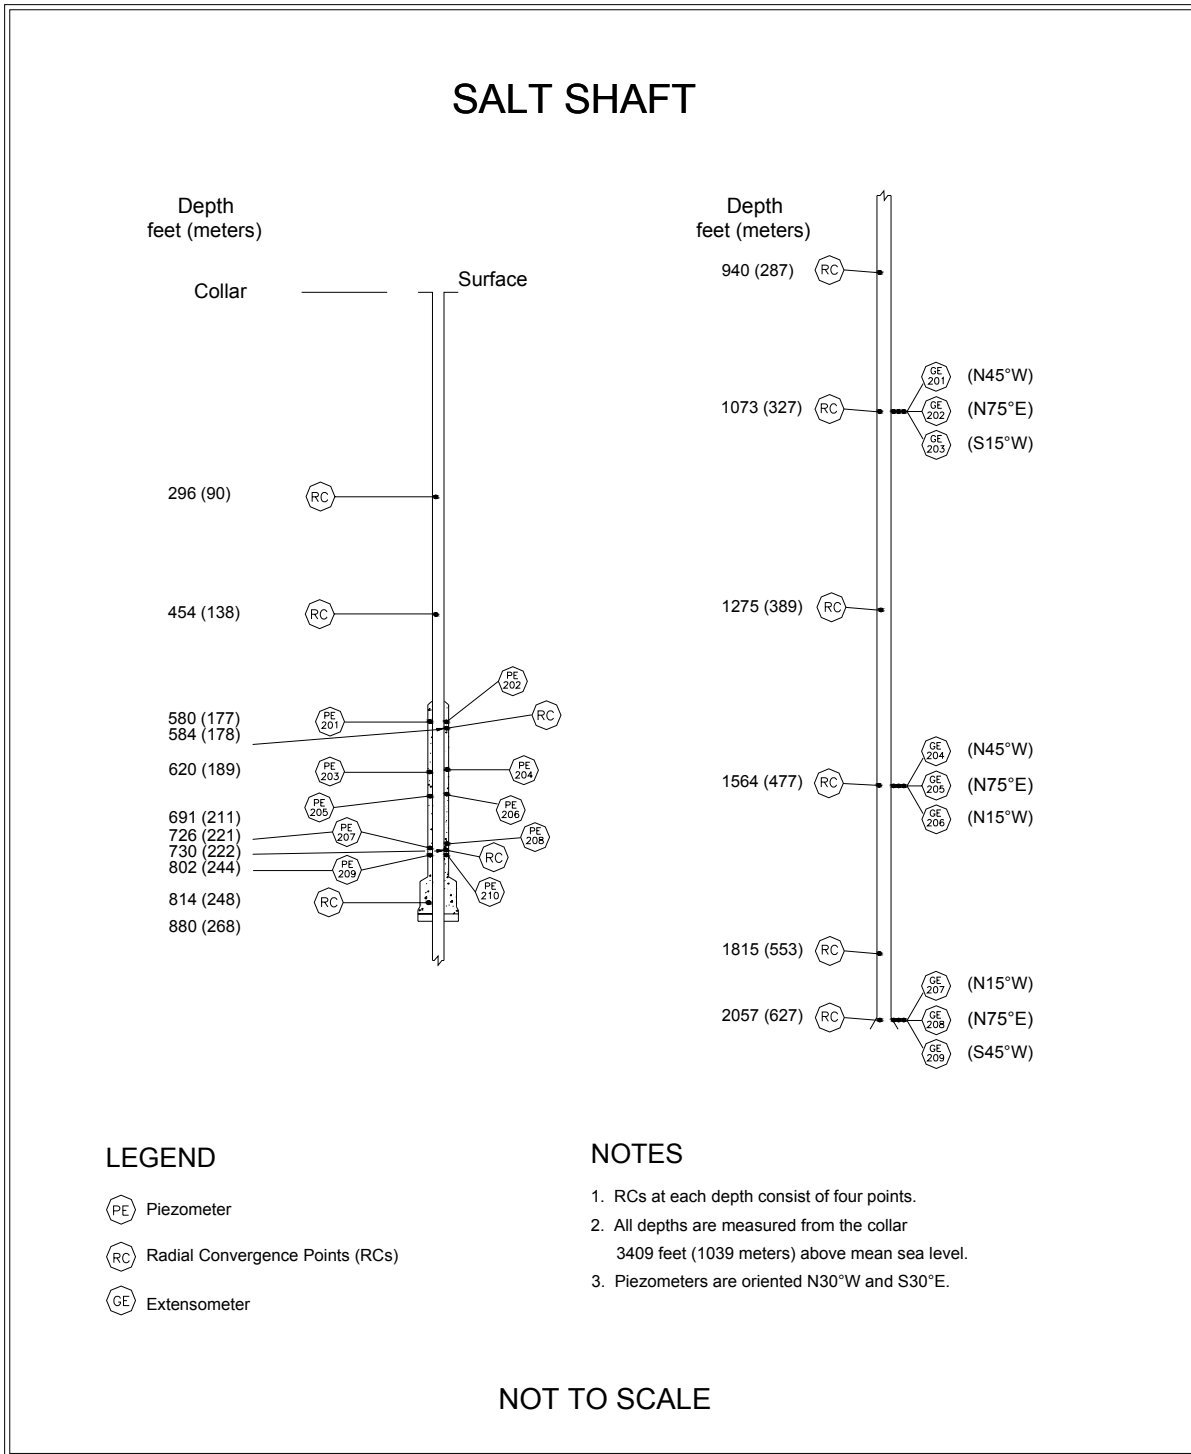 SALT SHAFT
Depth
feet (meters)
Collar
Surface
296 (90)
RC
454 (138)
RC
PE
202
580 (177)
PE
201
RC
584 (178)
620 (189)
PE
203
PE
204
PE
205
PE
206
691 (211)
726 (221)
PE
207
PE
208
730 (222)
RC
802 (244)
PE
209
PE
210
814 (248)
RC
880 (268)
Depth
feet (meters)
940 (287)
RC
GE
201
(N45°W)
1073 (327)
RC
GE
202
(N75°E)
GE
203
(S15°W)
1275 (389)
RC
GE
204
(N45°W)
1564 (477)
RC
GE
205
(N75°E)
GE
206
(N15°W)
1815 (553)
RC
GE
207
(N15°W)
2057 (627)
RC
GE
208
(N75°E)
GE
209
(S45°W)
LEGEND
PE Piezometer
RC Radial Convergence Points (RCs)
GE Extensometer
NOTES
1. RCs at each depth consist of four points.
2. All depths are measured from the collar
3409 feet (1039 meters) above mean sea level.
3. Piezometers are oriented N30°W and S30°E.
NOT TO SCALE